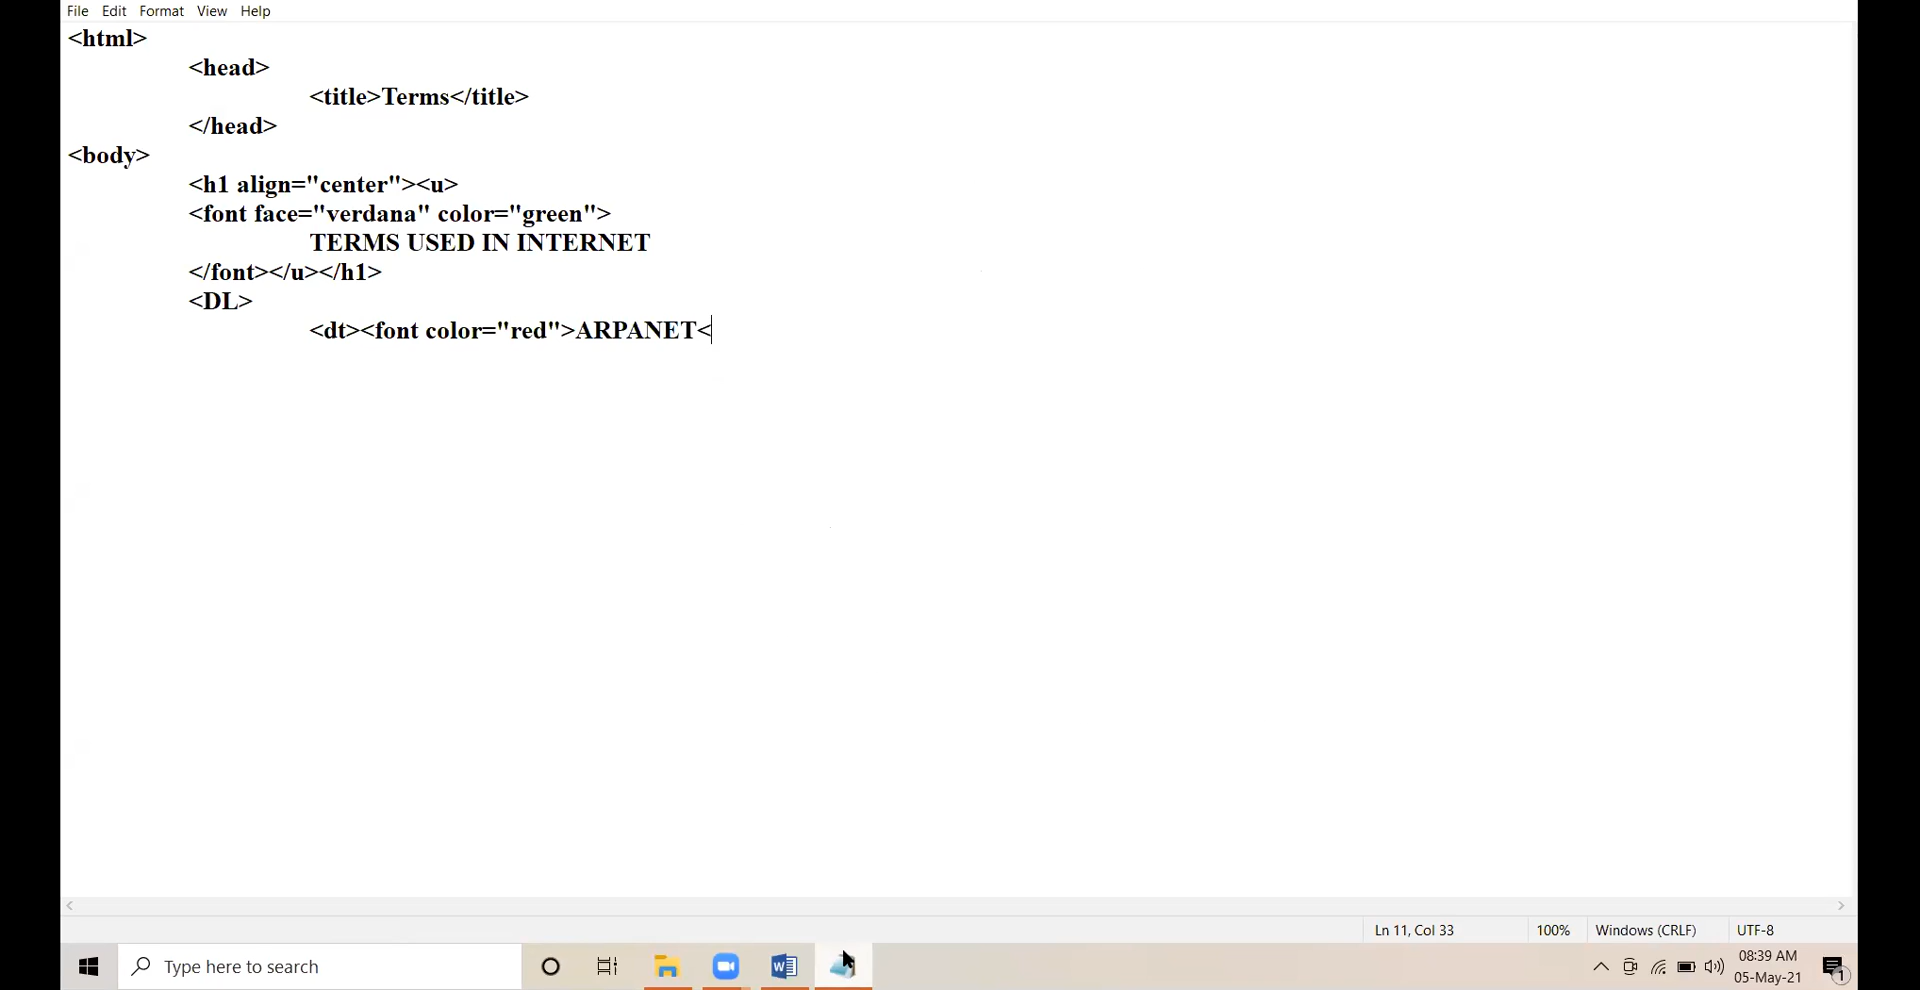 File Edit Format View Help
<html>
<head>
<title>Terms</title>
</head>
<body>
<h1 align="center"><u>
<font face="verdana" color="green">
TERMS USED IN INTERNET
</font></u></h1>
<DL>
<dt><font color="red">ARPANET<
Ln 11, Col 33 100% Windows (CRLF) UTF-8
Type here to search
08:39 AM
05-May-21
1